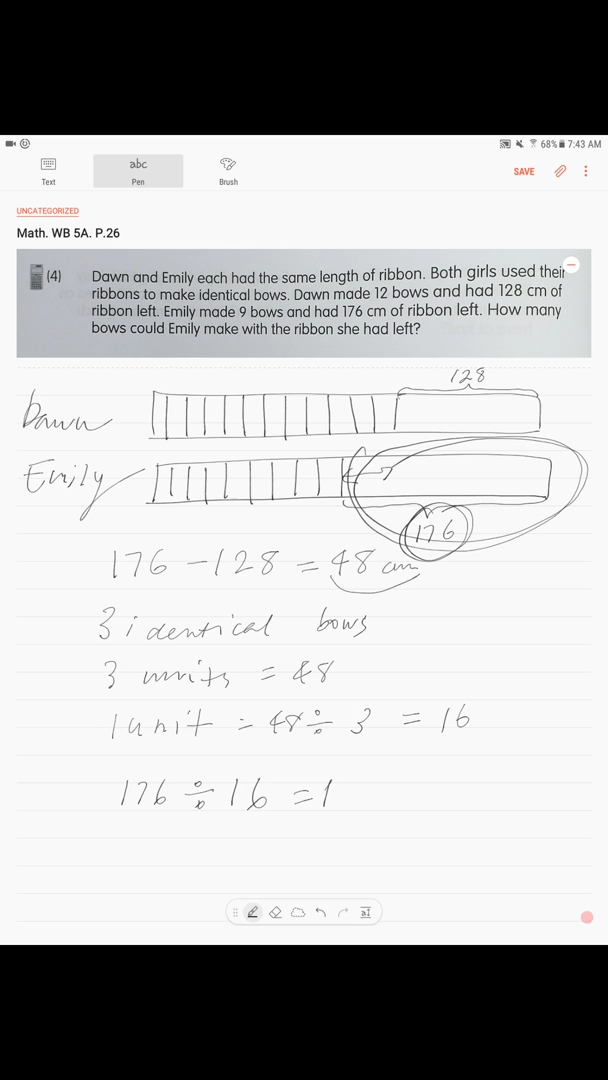 68% 7:43 AM
Text
abc
Pen
Brush
SAVE
UNCATEGORIZED
Math. WB 5A. P.26
(4) Dawn and Emily each had the same length of ribbon. Both girls used their
ribbons to make identical bows. Dawn made 12 bows and had 128 cm of
ribbon left. Emily made 9 bows and had 176 cm of ribbon left. How many
bows could Emily make with the ribbon she had left?
128
Dawn
Emily
176
176 - 128 = 48 cm
3 identical bows
3 units = 48
1 unit = 48 ÷ 3 = 16
176 ÷ 16 = 1